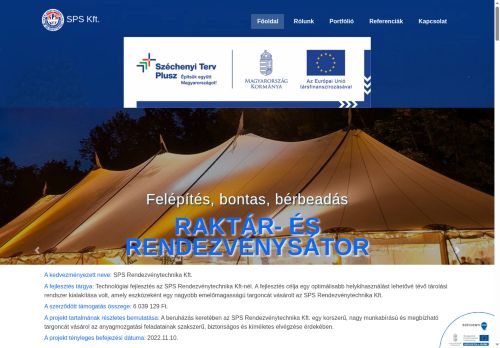 SPS Kft.
Főoldal Rólunk Portfólió Referenciák Kapcsolat
Széchenyi Terv
Plusz
Építsük együtt
Magyarországot!
MAGYARORSZÁG
KORMÁNYA
Az Európai Unió
társfinanszírozásával
Felépítés, bontas, bérbeadás
RAKTÁR- ÉS
RENDEZVÉNYSÁTOR
A kedvezményezett neve: SPS Rendezvénytechnika Kft.
A fejlesztés tárgya: Technológiai fejlesztés az SPS Rendezvénytechnika Kft-nél. A fejlesztés célja egy optimálisabb helykihasználást lehetővé tévő tárolási
rendszer kialakítása volt, amely eszközeként egy nagyobb emelőmagasságú targoncát vásárolt az SPS Rendezvénytechnika Kft.
A szerződött támogatás összege: 6 039 129 Ft.
A projekt tartalmának részletes bemutatása: A beruházás keretében az SPS Rendezvénytechnika Kft. egy korszerű, nagy munkabírású és megbízható
targoncát vásárol az anyagmozgatási feladatainak szakszerű, biztonságos és kíméletes elvégzése érdekében.
A projekt tényleges befejezési dátuma: 2022.11.10.